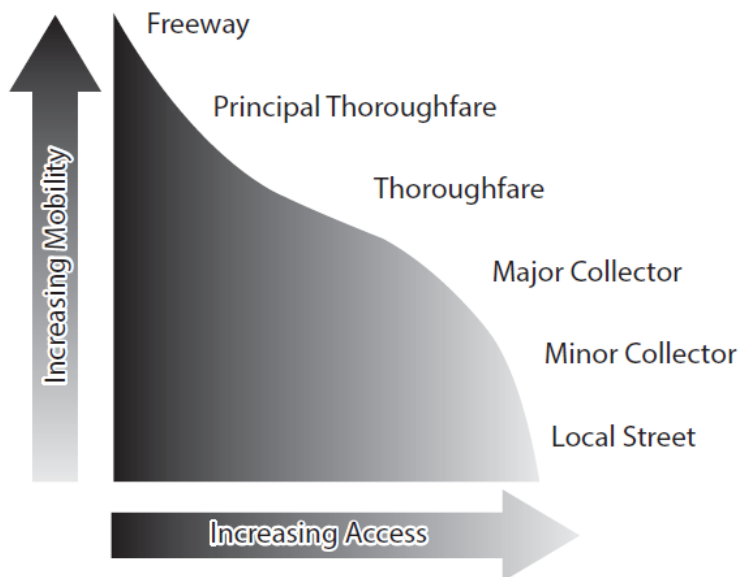 Freeway
Principal Thoroughfare
Thoroughfare
Increasing Mobility
Major Collector
Minor Collector
Local Street
Increasing Access